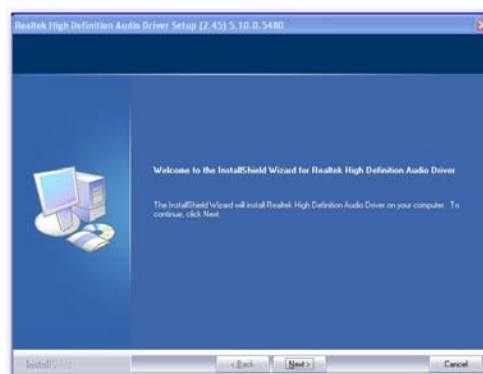 Realtek High Definition Audio Driver Setup (2.45) 5.10.0.5480
Welcome to the InstallShield Wizard for Realtek High Definition Audio Driver
The InstallShield Wizard will install Realtek High Definition Audio Driver on your computer. To
continue, click Next
InstallShield
< Back
Next >
Cancel